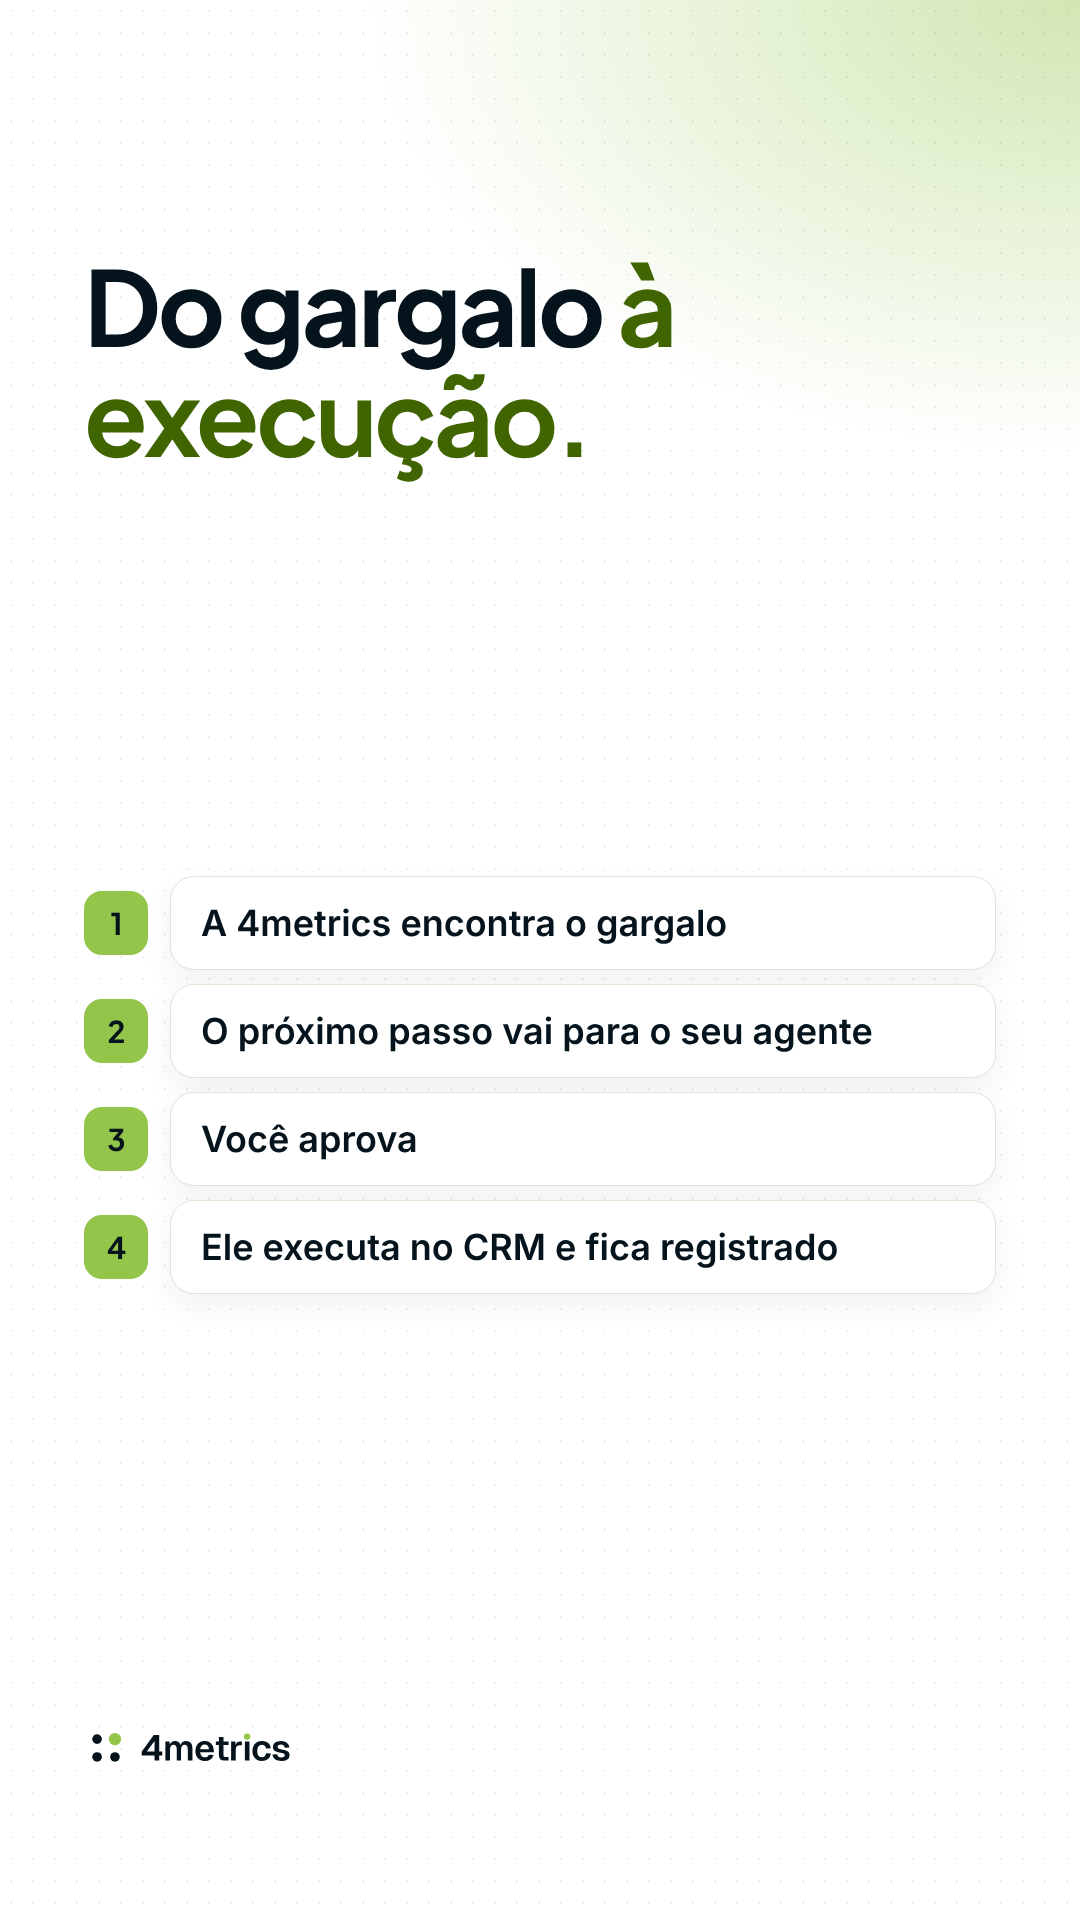 Do gargalo à
execução.
1 A 4metrics encontra o gargalo
2 O próximo passo vai para o seu agente
3 Você aprova
4 Ele executa no CRM e fica registrado
4metrics